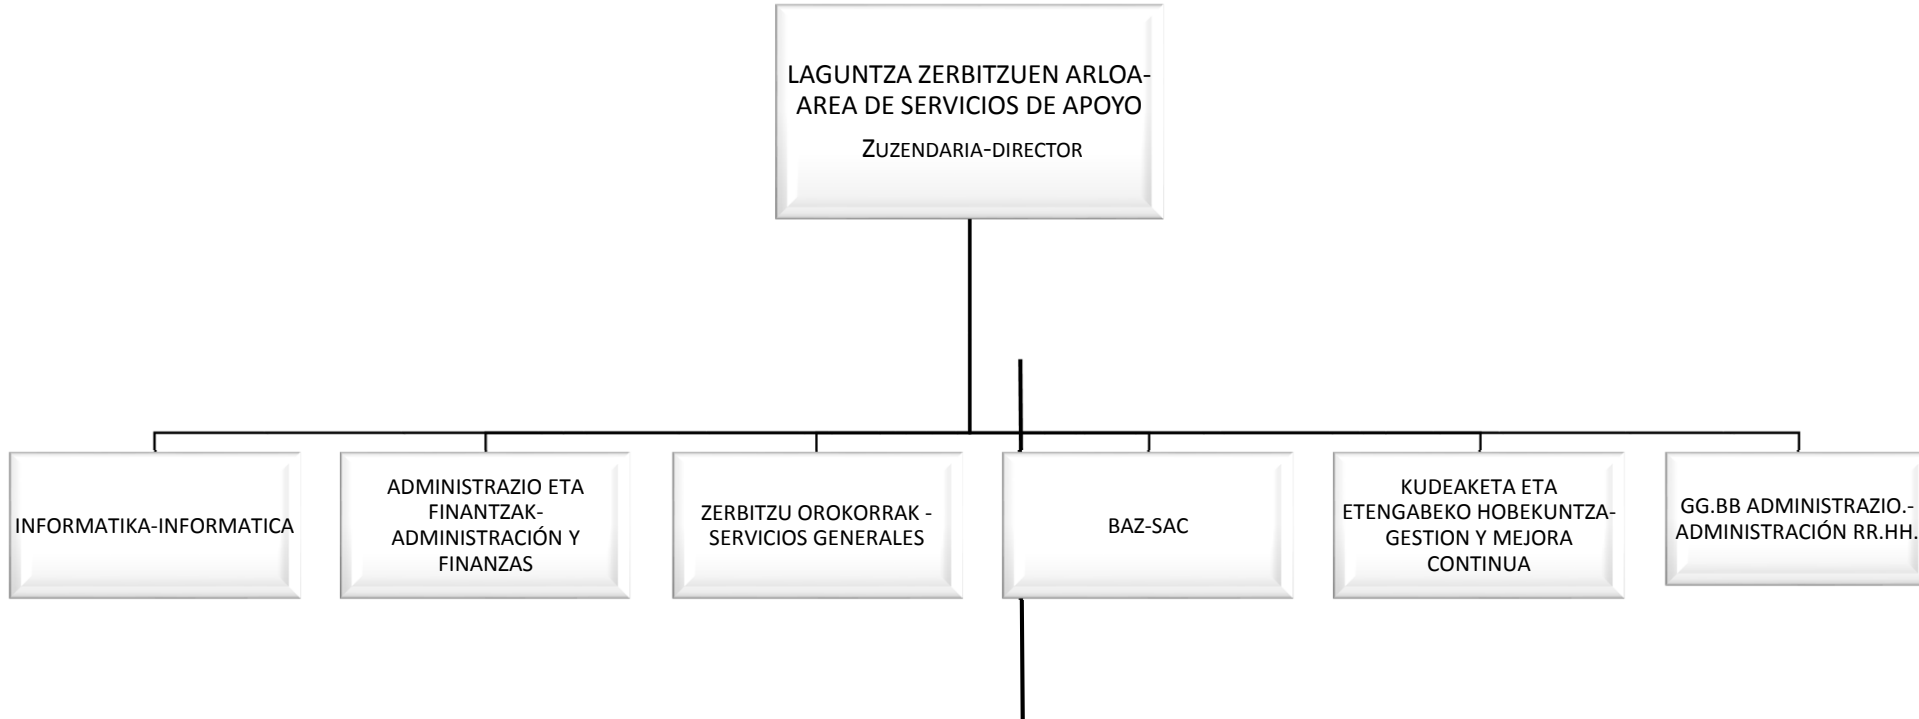 LAGUNTZA ZERBITZUEN ARLOA-
AREA DE SERVICIOS DE APOYO
ZUZENDARIA-DIRECTOR
INFORMATIKA-INFORMATICA
ADMINISTRAZIO ETA
FINANTZAK-
ADMINISTRACIÓN Y
FINANZAS
ZERBITZU OROKORRAK -
SERVICIOS GENERALES
BAZ-SAC
KUDEAKETA ETA
ETENGABEKO HOBEKUNTZA-
GESTION Y MEJORA
CONTINUA
GG.BB ADMINISTRAZIO.-
ADMINISTRACIÓN RR.HH.